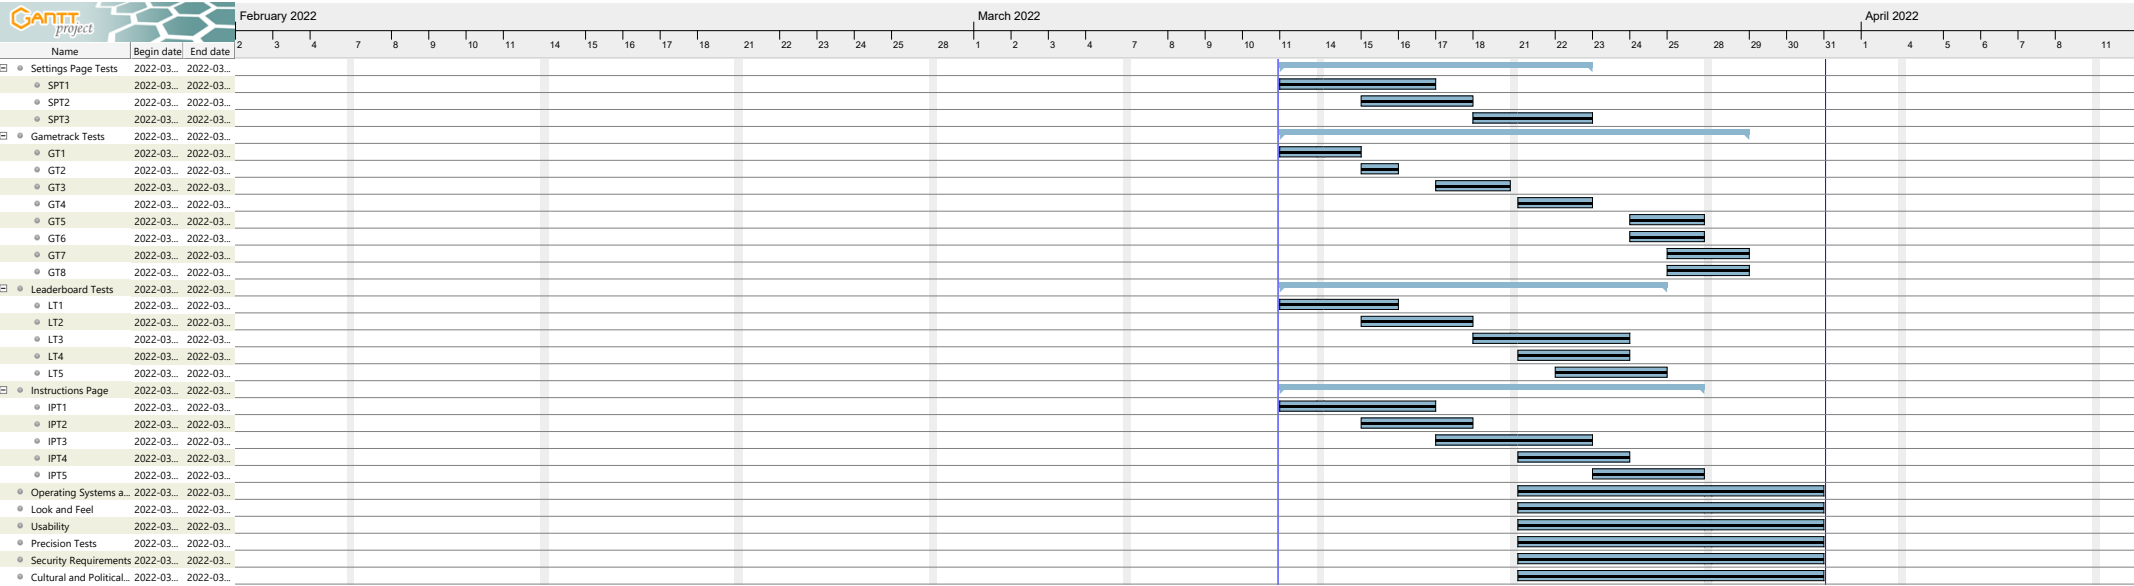 GANTT
project
February 2022 March 2022 April 2022
Name Begin date End date 2 3 4 7 8 9 10 11 14 15 16 17 18 21 22 23 24 25 28 1 2 3 4 7 8 9 10 11 14 15 16 17 18 21 22 23 24 25 28 29 30 31 1 4 5 6 7 8 11
Settings Page Tests 2022-03... 2022-03...
SPT1 2022-03... 2022-03...
SPT2 2022-03... 2022-03...
SPT3 2022-03... 2022-03...
Gametrack Tests 2022-03... 2022-03...
GT1 2022-03... 2022-03...
GT2 2022-03... 2022-03...
GT3 2022-03... 2022-03...
GT4 2022-03... 2022-03...
GT5 2022-03... 2022-03...
GT6 2022-03... 2022-03...
GT7 2022-03... 2022-03...
GT8 2022-03... 2022-03...
Leaderboard Tests 2022-03... 2022-03...
LT1 2022-03... 2022-03...
LT2 2022-03... 2022-03...
LT3 2022-03... 2022-03...
LT4 2022-03... 2022-03...
LT5 2022-03... 2022-03...
Instructions Page 2022-03... 2022-03...
IPT1 2022-03... 2022-03...
IPT2 2022-03... 2022-03...
IPT3 2022-03... 2022-03...
IPT4 2022-03... 2022-03...
IPT5 2022-03... 2022-03...
Operating Systems a... 2022-03... 2022-03...
Look and Feel 2022-03... 2022-03...
Usability 2022-03... 2022-03...
Precision Tests 2022-03... 2022-03...
Security Requirements 2022-03... 2022-03...
Cultural and Political... 2022-03... 2022-03...